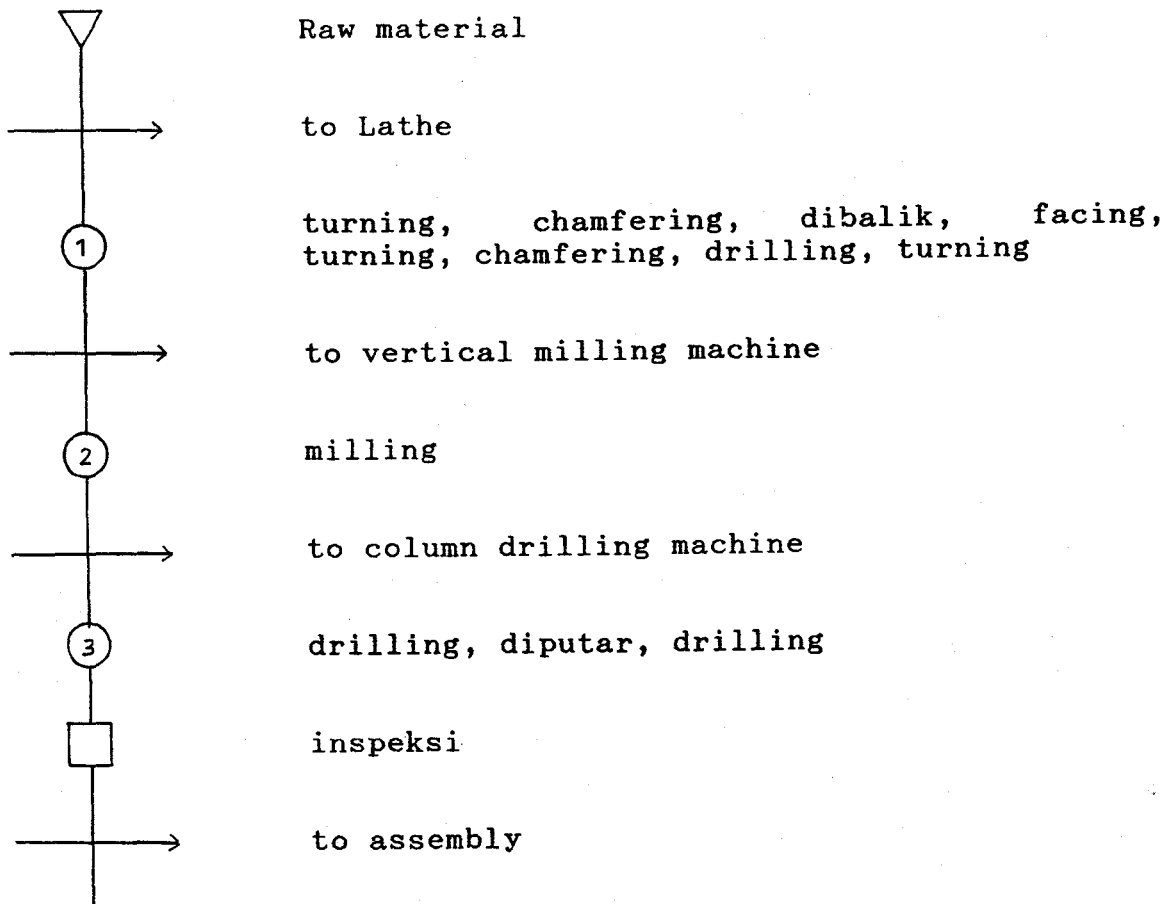 Raw material
to Lathe
turning, chamfering, dibalik, facing,
1
turning, chamfering, drilling, turning
to vertical milling machine
2 milling
to column drilling machine
3 drilling, diputar, drilling
inspeksi
to assembly